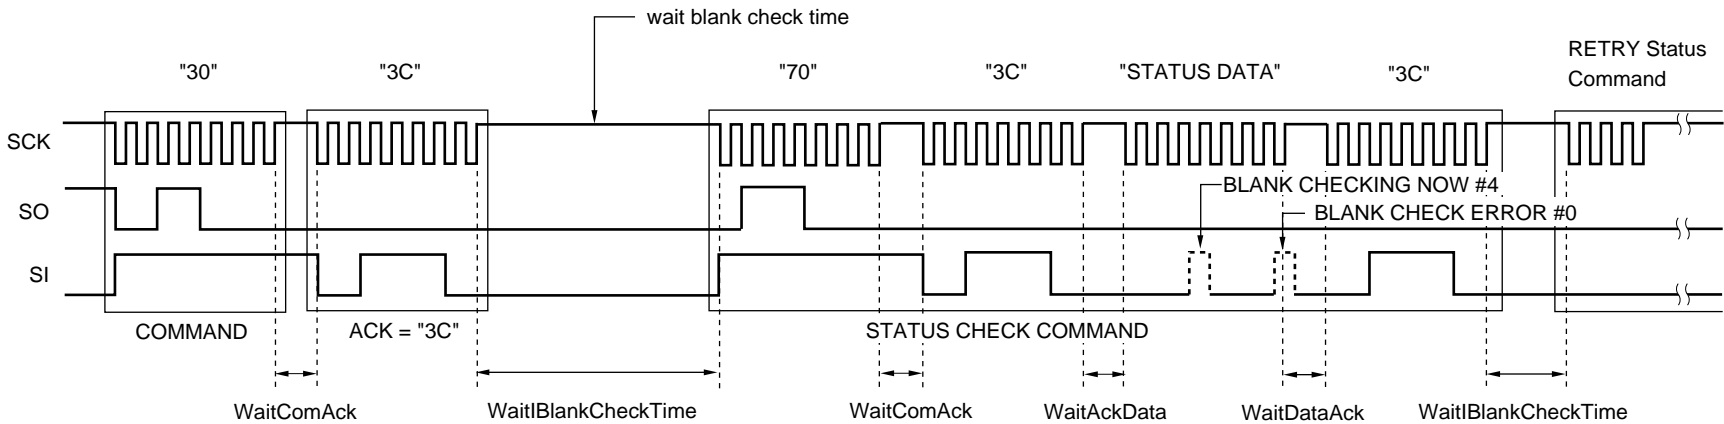 wait blank check time
RETRY Status
Command
"30"
"3C"
"70"
"3C"
"STATUS DATA"
"3C"
SCK
BLANK CHECKING NOW #4
SO
BLANK CHECK ERROR #0
SI
COMMAND
ACK = "3C"
STATUS CHECK COMMAND
WaitComAck
WaitIBlankCheckTime
WaitComAck
WaitAckData
WaitDataAck
WaitIBlankCheckTime